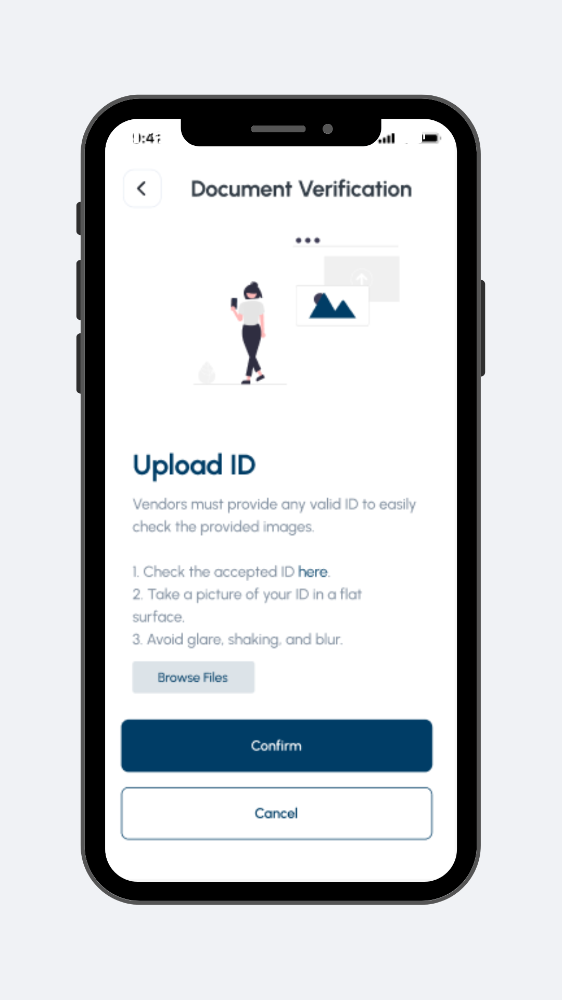 Document Verification
Upload ID
Vendors must provide any valid ID to easily
check the provided images.
1. Check the accepted ID here.
2. Take a picture of your ID in a flat
surface.
3. Avoid glare, shaking, and blur.
Browse Files
Confirm
Cancel